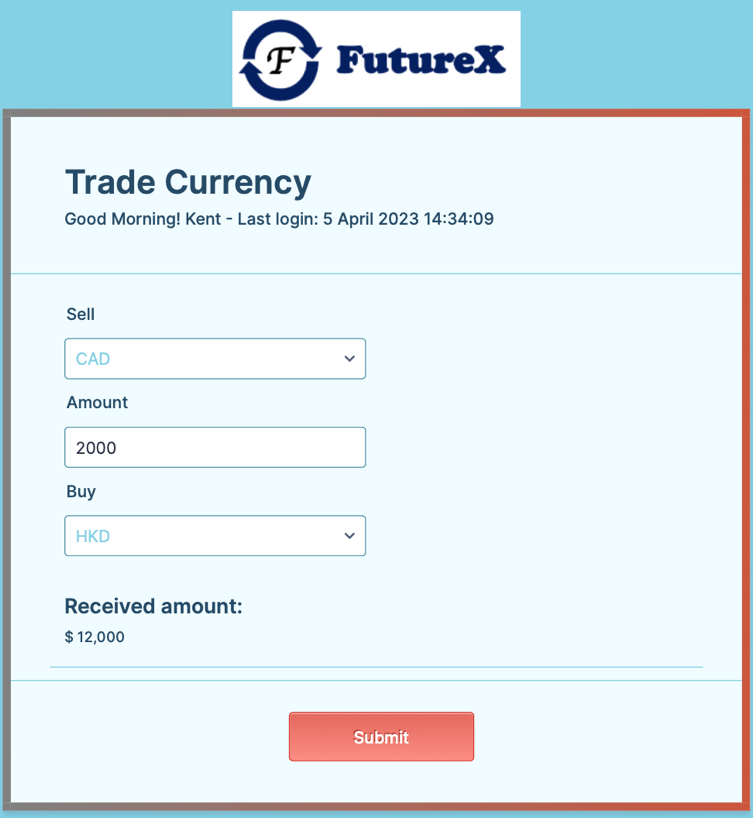 F FutureX
Trade Currency
Good Morning! Kent - Last login: 5 April 2023 14:34:09
Sell
CAD
Amount
2000
Buy
HKD
Received amount:
$ 12,000
Submit